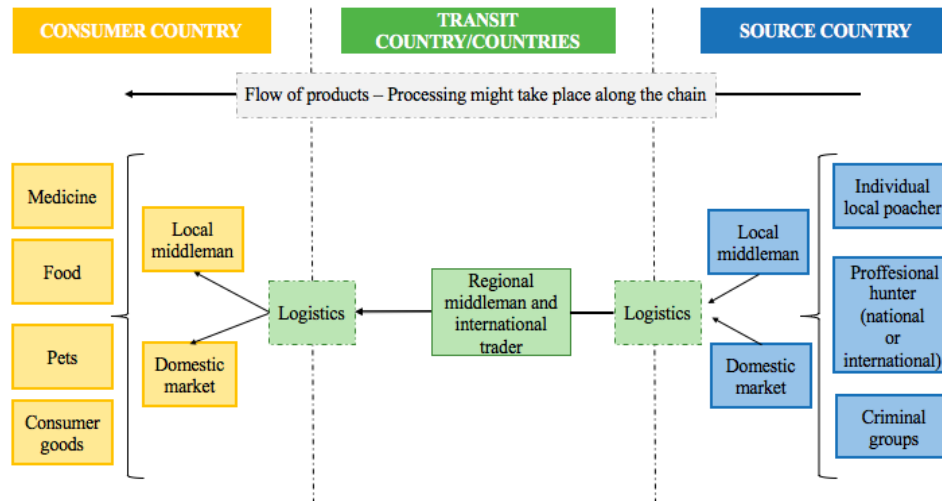 CONSUMER COUNTRY
TRANSIT
COUNTRY/COUNTRIES
SOURCE COUNTRY
Flow of products – Processing might take place along the chain
Medicine
Food
Pets
Consumer
goods
Local
middleman
Domestic
market
Logistics
Regional
middleman and
international
trader
Logistics
Local
middleman
Domestic
market
Individual
local poacher
Proffesional
hunter
(national
or
international)
Criminal
groups